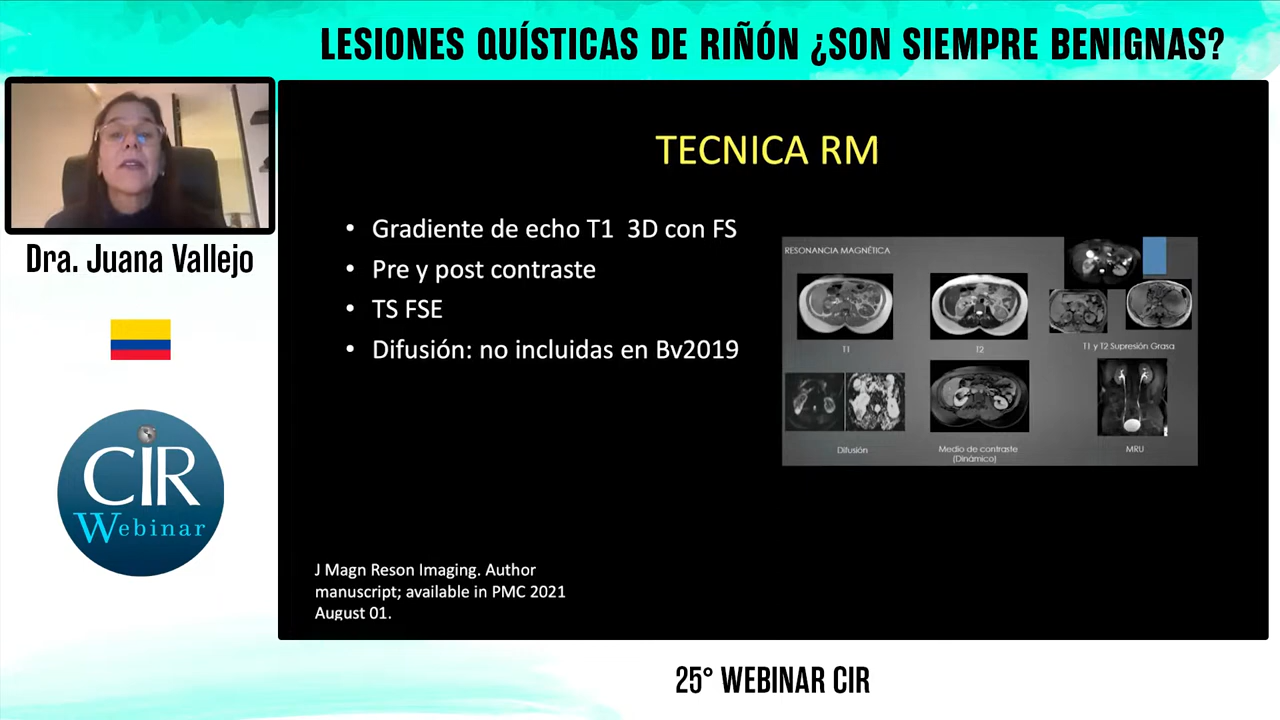 LESIONES QUÍSTICAS DE RIÑÓN ¿SON SIEMPRE BENIGNAS?
Dra. Juana Vallejo
CIR
Webinar
TECNICA RM
• Gradiente de echo T1 3D con FS
• Pre y post contraste
• TS FSE
• Difusión: no incluidas en Bv2019
RESONANCIA MAGNÉTICA
T1
T2
T1 y T2 Supresión Grasa
Difusión
Medio de contraste
(Dinámico)
MRU
J Magn Reson Imaging. Author
manuscript; available in PMC 2021
August 01.
25° WEBINAR CIR